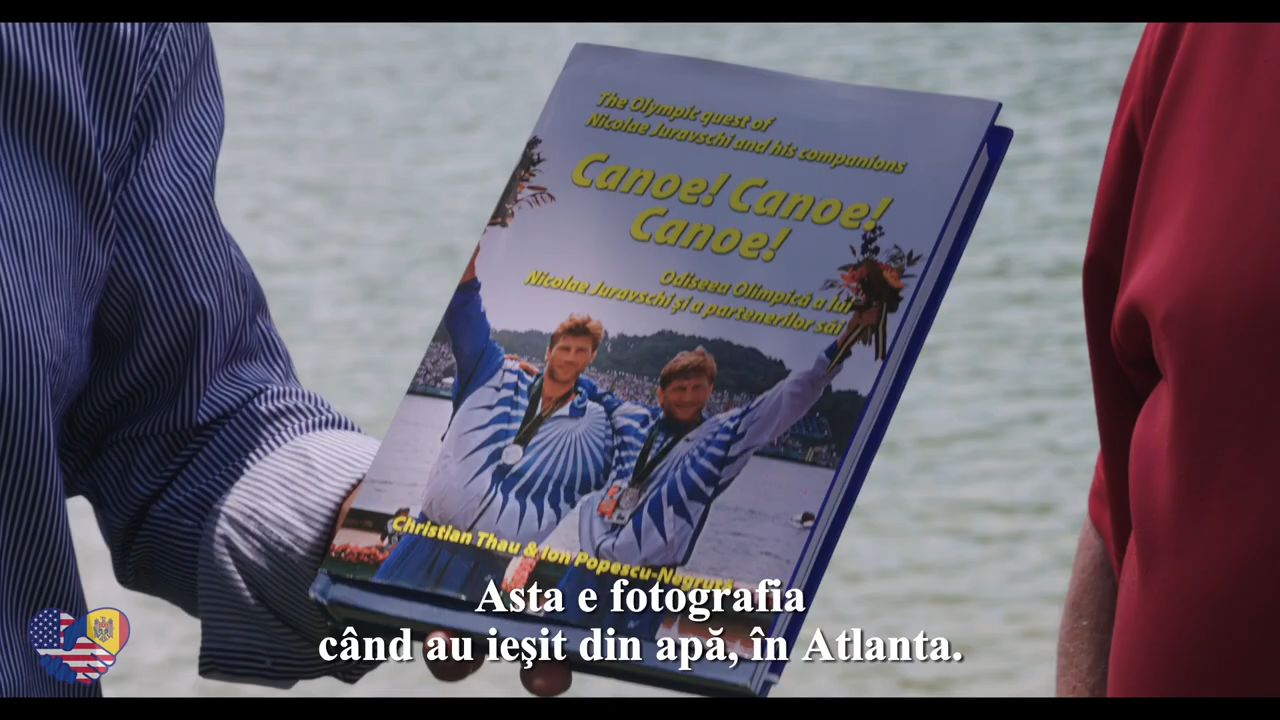 The Olympic quest of
Nicolae Juravschi and his companions
Canoe! Canoe!
Canoe!
Odiseea Olimpică a lui
Nicolae Juravschi și a partenerilor săi
Christian Thau & Ion Popescu-Negruță
Asta e fotografia
când au ieşit din apă, în Atlanta.